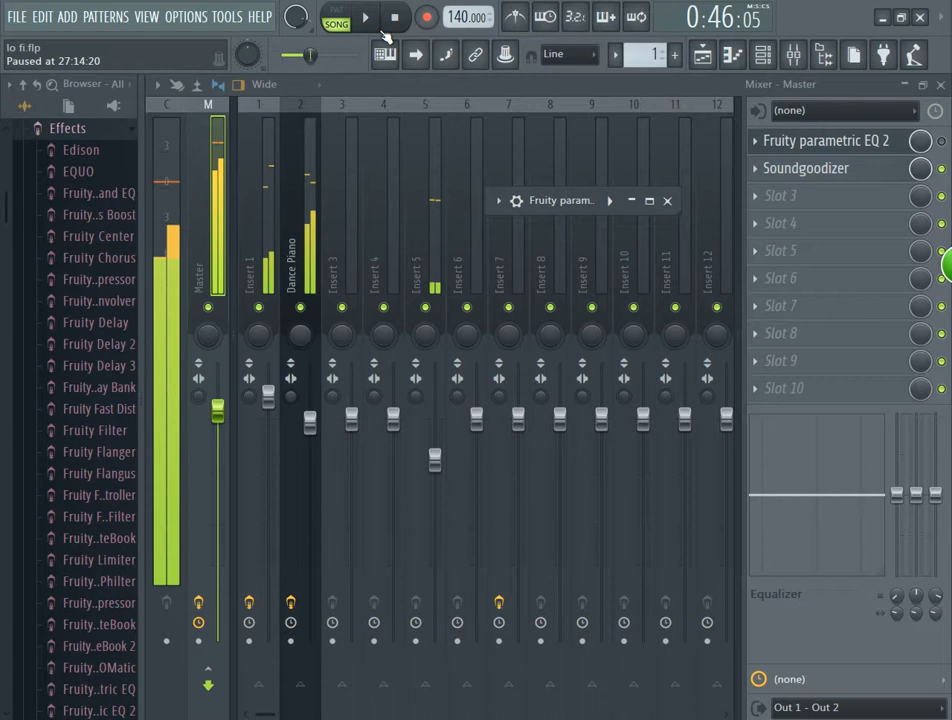 FILE EDIT ADD PATTERNS VIEW OPTIONS TOOLS HELP
PAT
SONG
140.000
3.2.
0:46:05
M:S:CS
lo fi.flp
Paused at 27:14:20
Line
1
Browser - All
Wide
Mixer - Master
Effects
Edison
EQUO
Fruity..and EQ
Fruity..s Boost
Fruity Center
Fruity Chorus
Fruity..pressor
Fruity..nvolver
Fruity Delay
Fruity Delay 2
Fruity Delay 3
Fruity..ay Bank
Fruity Fast Dist
Fruity Filter
Fruity Flanger
Fruity Flangus
Fruity F..troller
Fruity F..Filter
Fruity..teBook
Fruity Limiter
Fruity..Philter
Fruity..pressor
Fruity..teBook
Fruity..eBook 2
Fruity..OMatic
Fruity..tric EQ
Fruity..ic EQ 2
C M 1 2 3 4 5 6 7 8 9 10 11 12
3
0
3
Master
Insert 1
Dance Piano
Insert 3
Insert 4
Insert 5
Insert 6
Insert 7
Insert 8
Insert 9
Insert 10
Insert 11
Insert 12
Fruity param..
(none)
Fruity parametric EQ 2
Soundgoodizer
Slot 3
Slot 4
Slot 5
Slot 6
Slot 7
Slot 8
Slot 9
Slot 10
Equalizer
(none)
Out 1 - Out 2